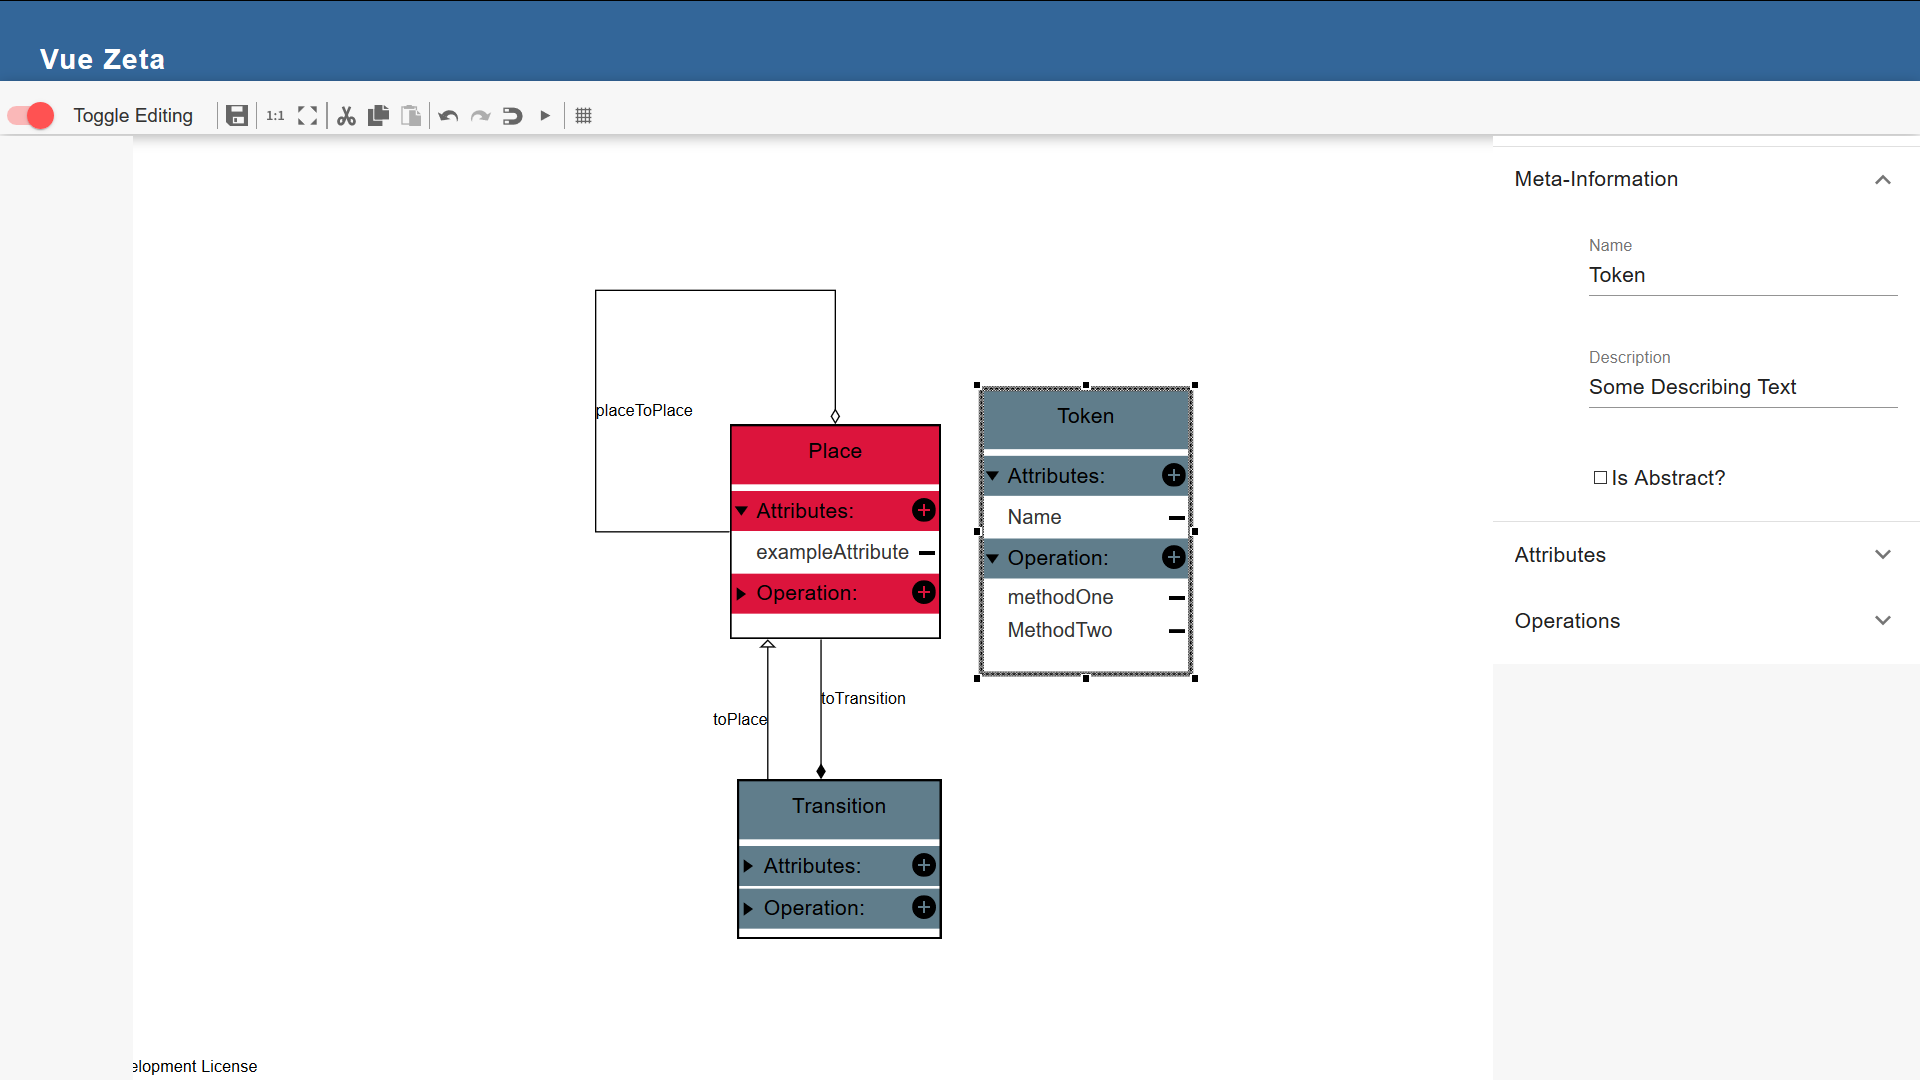 Vue Zeta
Toggle Editing
1:1
Meta-Information
Name
Token
Description
Some Describing Text
Is Abstract?
Attributes
Operations
placeToPlace
Place
Attributes:
exampleAttribute
Operation:
Token
Attributes:
Name
Operation:
methodOne
MethodTwo
toPlace
toTransition
Transition
Attributes:
Operation:
elopment License